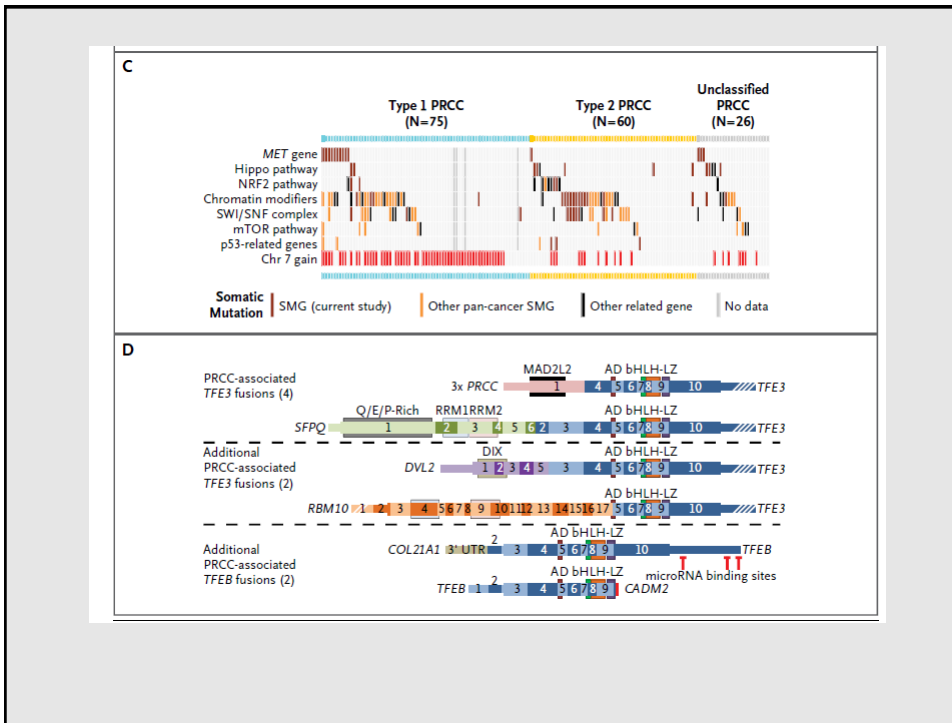 C
Type 1 PRCC
(N=75)
Type 2 PRCC
(N=60)
Unclassified
PRCC
(N=26)
MET gene
Hippo pathway
NRF2 pathway
Chromatin modifiers
SWI/SNF complex
mTOR pathway
p53-related genes
Chr 7 gain
Somatic
Mutation
SMG (current study)
Other pan-cancer SMG
Other related gene
No data
D
PRCC-associated
TFE3 fusions (4)
MAD2L2
AD bHLH-LZ
3x PRCC
1 4 5 6 7 8 9 10
TFE3
Q/E/P-Rich
RRM1RRM2
AD bHLH-LZ
SFPQ
1 2 3 4 5 6 2 3 4 5 6 7 8 9 10
TFE3
Additional
PRCC-associated
TFE3 fusions (2)
DIX
AD bHLH-LZ
DVL2
1 2 3 4 5 3 4 5 6 7 8 9 10
TFE3
AD bHLH-LZ
RBM10
1 2 3 4 5 6 7 8 9 10 11 12 13 14 15 16 17 5 6 7 8 9 10
TFE3
Additional
PRCC-associated
TFEB fusions (2)
AD bHLH-LZ
COL21A1
3' UTR 2 3 4 5 6 7 8 9 10
TFEB
microRNA binding sites
AD bHLH-LZ
TFEB
1 2 3 4 5 6 7 8 9
CADM2